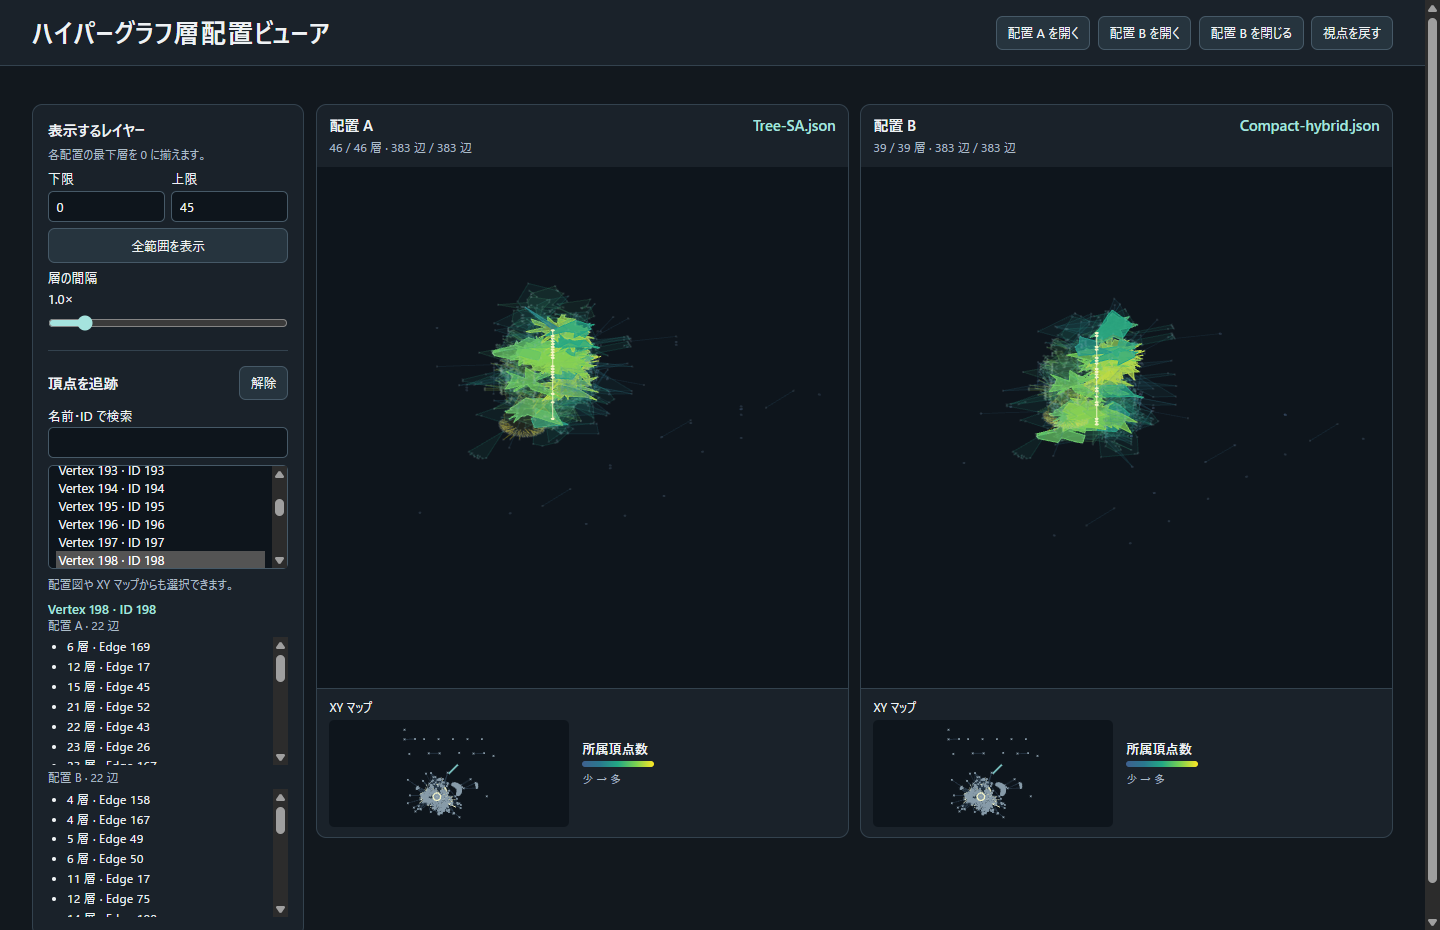 ハイパーグラフ層配置ビューア
配置 A を開く
配置 B を開く
配置 B を閉じる
視点を戻す
表示するレイヤー
各配置の最下層を 0 に揃えます。
下限
上限
0
45
全範囲を表示
層の間隔
1.0×
頂点を追跡
解除
名前・ID で検索
Vertex 193 · ID 193
Vertex 194 · ID 194
Vertex 195 · ID 195
Vertex 196 · ID 196
Vertex 197 · ID 197
Vertex 198 · ID 198
配置図や XY マップからも選択できます。
Vertex 198 · ID 198
配置 A · 22 辺
6 層 · Edge 169
12 層 · Edge 17
15 層 · Edge 45
21 層 · Edge 52
22 層 · Edge 43
23 層 · Edge 26
23 層 · Edge 167
配置 B · 22 辺
4 層 · Edge 158
4 層 · Edge 167
5 層 · Edge 49
6 層 · Edge 50
11 層 · Edge 17
12 層 · Edge 75
配置 A
Tree-SA.json
46 / 46 層 · 383 辺 / 383 辺
XY マップ
所属頂点数
少 → 多
配置 B
Compact-hybrid.json
39 / 39 層 · 383 辺 / 383 辺
XY マップ
所属頂点数
少 → 多